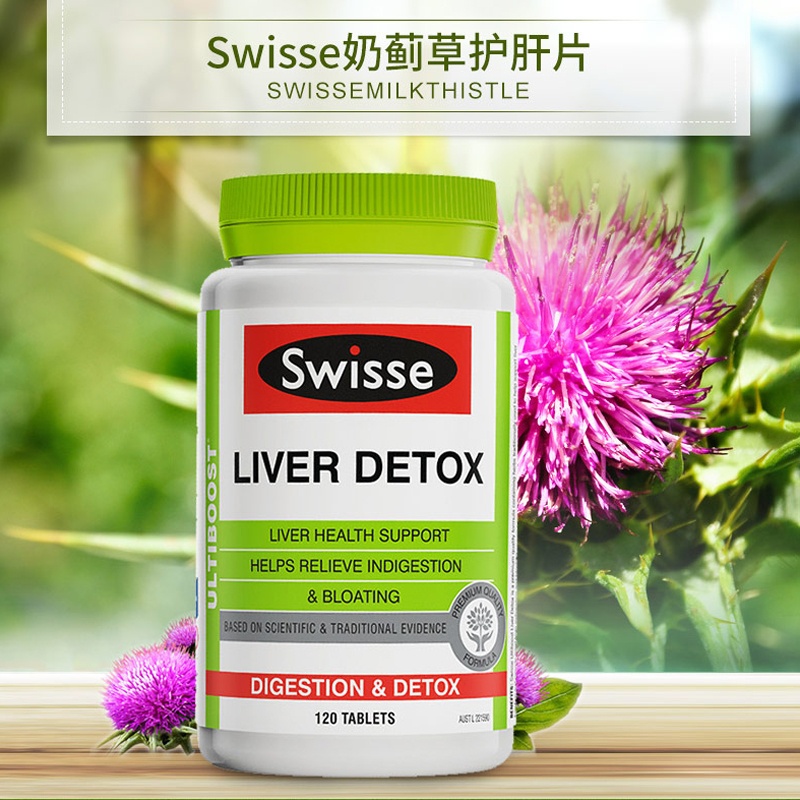 Swisse奶蓟草护肝片
SWISSEMILKTHISTLE
Swisse
LIVER DETOX
ULTIBOOST
LIVER HEALTH SUPPORT
HELPS RELIEVE INDIGESTION
& BLOATING
BASED ON SCIENTIFIC & TRADITIONAL EVIDENCE
PREMIUM QUALITY
FORMULA
DIGESTION & DETOX
120 TABLETS